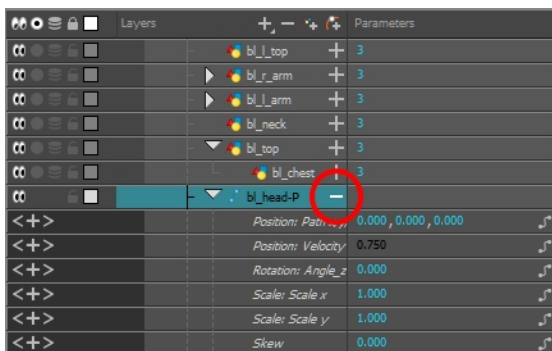 Layers Parameters
bl_l_top 3
bl_r_arm 3
bl_l_arm 3
bl_neck 3
bl_top 3
bl_chest 3
bl_head-P
Position: 0.000 , 0.000 , 0.000
Position: Velocity 0.750
Rotation: Angle_z 0.000
Scale: Scale x 1.000
Scale: Scale y 1.000
Skew 0.000